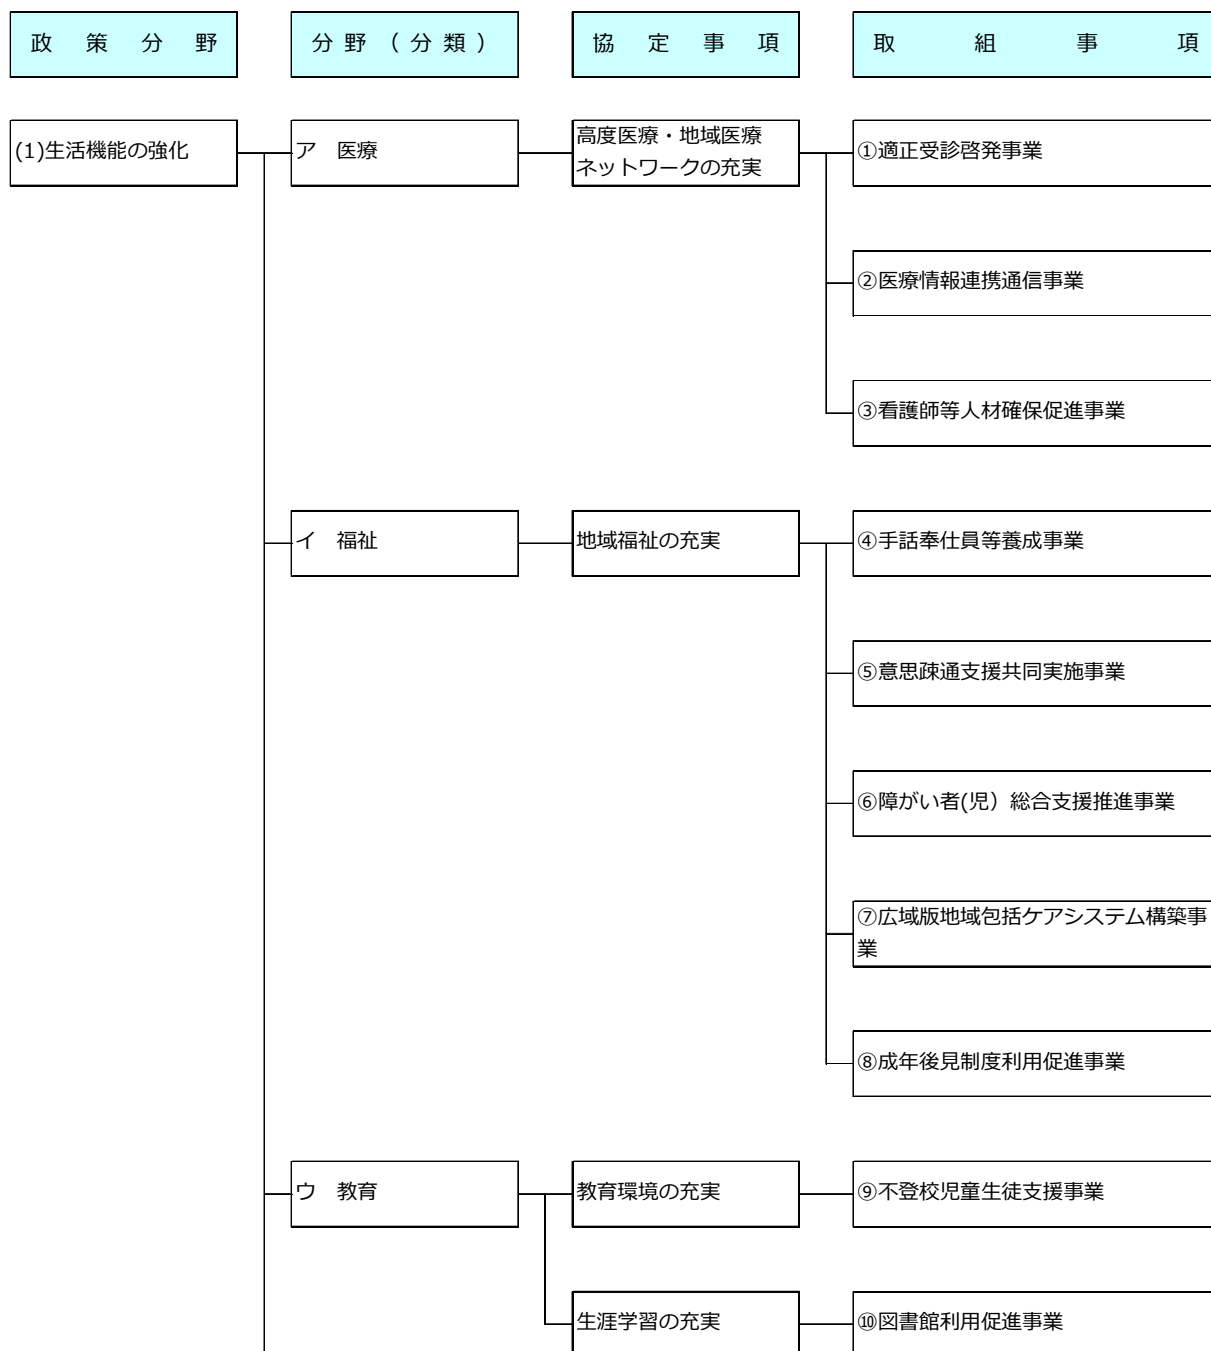 政策分野
分野（分類）
協定事項
取組事項
(1)生活機能の強化
ア　医療
高度医療・地域医療
ネットワークの充実
①適正受診啓発事業
②医療情報連携通信事業
③看護師等人材確保促進事業
イ　福祉
地域福祉の充実
④手話奉仕員等養成事業
⑤意思疎通支援共同実施事業
⑥障がい者(児）総合支援推進事業
⑦広域版地域包括ケアシステム構築事
業
⑧成年後見制度利用促進事業
ウ　教育
教育環境の充実
⑨不登校児童生徒支援事業
生涯学習の充実
⑩図書館利用促進事業